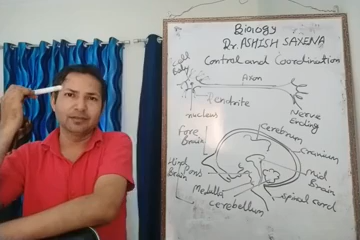 Biology
Dr. ASHISH SAXENA
Control and Coordination
Cell Body
Axon
Dendrite
nucleus
Nerve Ending
Fore Brain
Cerebrum
Cranium
Mid Brain
Hind Brain
Pons
Medulla
Spinal Cord
Cerebellum